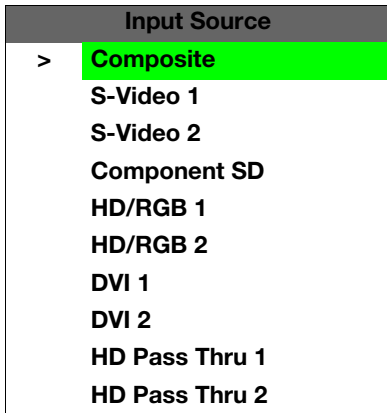 Input Source
> Composite
S-Video 1
S-Video 2
Component SD
HD/RGB 1
HD/RGB 2
DVI 1
DVI 2
HD Pass Thru 1
HD Pass Thru 2